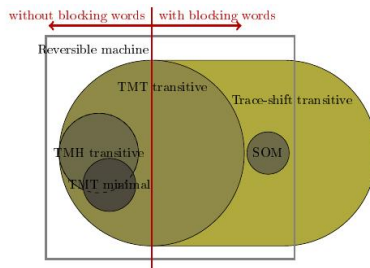 without blocking words with blocking words
Reversible machine
TMT transitive
Trace-shift transitive
TMH transitive
SOM
TMT minimal